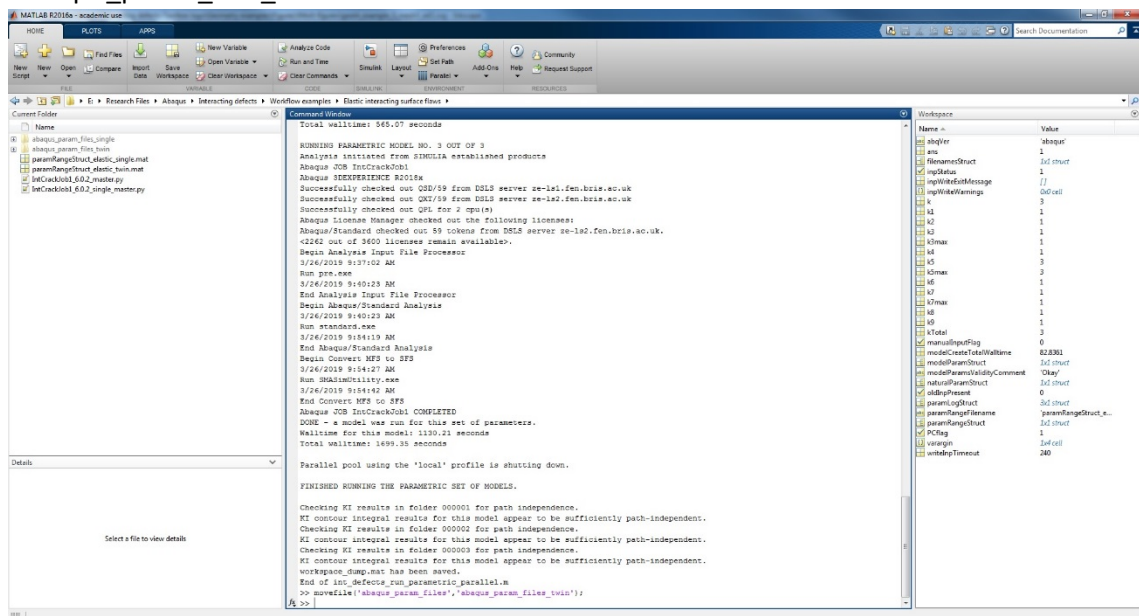 MATLAB R2016a - academic use
HOME
PLOTS
APPS
Search Documentation
New Script
New
Open
Find Files
Compare
Import Data
Save Workspace
New Variable
Open Variable
Clear Workspace
Analyze Code
Run and Time
Clear Commands
Simulink
Layout
Preferences
Set Path
Parallel
Add-Ons
Help
Community
Request Support
FILE
VARIABLE
CODE
SIMULINK
ENVIRONMENT
RESOURCES
E: Research Files Abaqus Interacting defects Workflow examples Elastic interacting surface flaws
Current Folder
Name
abaqus_param_files_single
abaqus_param_files_twin
paramRangeStruct_elastic_single.mat
paramRangeStruct_elastic_twin.mat
IntCrackJob1_6.0.2_master.py
IntCrackJob1_6.0.2_single_master.py
Details
Select a file to view details
Command Window
Total walltime: 565.07 seconds
RUNNING PARAMETRIC MODEL NO. 3 OUT OF 3
Analysis initiated from SIMULIA established products
Abaqus JOB IntCrackJob1
Abaqus 3DEXPERIENCE R2018x
Successfully checked out QSD/59 from DSLS server ze-ls1.fen.bris.ac.uk
Successfully checked out QXT/59 from DSLS server ze-ls2.fen.bris.ac.uk
Successfully checked out QPL for 2 cpu(s)
Abaqus License Manager checked out the following licenses:
Abaqus/Standard checked out 59 tokens from DSLS server ze-ls2.fen.bris.ac.uk.
<2262 out of 3600 licenses remain available>.
Begin Analysis Input File Processor
3/26/2019 9:37:02 AM
Run pre.exe
3/26/2019 9:40:23 AM
End Analysis Input File Processor
Begin Abaqus/Standard Analysis
3/26/2019 9:40:23 AM
Run standard.exe
3/26/2019 9:54:19 AM
End Abaqus/Standard Analysis
Begin Convert MFS to SFS
3/26/2019 9:54:27 AM
Run SMASimUtility.exe
3/26/2019 9:54:42 AM
End Convert MFS to SFS
Abaqus JOB IntCrackJob1 COMPLETED
DONE - a model was run for this set of parameters.
Walltime for this model: 1130.21 seconds
Total walltime: 1699.35 seconds
Parallel pool using the 'local' profile is shutting down.
FINISHED RUNNING THE PARAMETRIC SET OF MODELS.
Checking KI results in folder 000001 for path independence.
KI contour integral results for this model appear to be sufficiently path-independent.
Checking KI results in folder 000002 for path independence.
KI contour integral results for this model appear to be sufficiently path-independent.
Checking KI results in folder 000003 for path independence.
KI contour integral results for this model appear to be sufficiently path-independent.
workspace_dump.mat has been saved.
End of int_defects_run_parametric_parallel.m
>> movefile('abaqus_param_files','abaqus_param_files_twin');
fx >>
Workspace
Name Value
abqVer 'abaqus'
ans 1
filenamesStruct 1x1 struct
inpStatus 1
inpWriteExitMessage []
inpWriteWarnings 0x0 cell
k 3
k1 1
k2 1
k3 1
k3max 1
k4 1
k5 3
k5max 3
k6 1
k7 1
k7max 1
k8 1
k9 1
kTotal 3
manualInputFlag 0
modelCreateTotalWalltime 82.8361
modelParamStruct 1x1 struct
modelParamsValidityComment 'Okay'
naturalParamStruct 1x1 struct
oldInpPresent 0
paramLogStruct 3x1 struct
paramRangeFilename 'paramRangeStruct_e...
paramRangeStruct 1x1 struct
PCflag 1
varargin 1x4 cell
writeInpTimeout 240